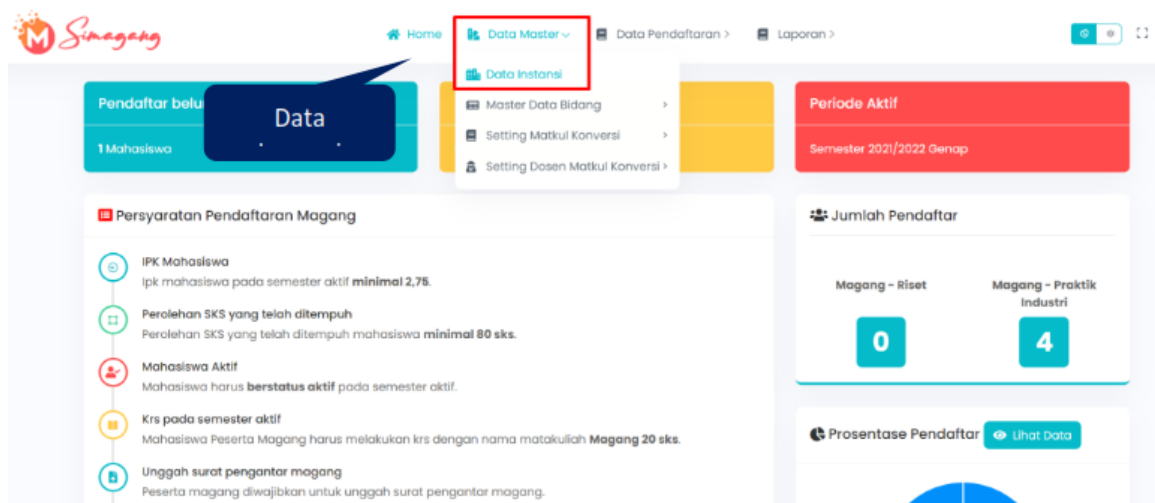 Simagang
Home
Data Master
Data Pendaftaran
Laporan
Data Instansi
Master Data Bidang
Setting Matkul Konversi
Setting Dosen Matkul Konversi
Data
Pendaftar belu
1 Mahasiswa
Periode Aktif
Semester 2021/2022 Genap
Persyaratan Pendaftaran Magang
IPK Mahasiswa
Ipk mahasiswa pada semester aktif minimal 2,75.
Perolehan SKS yang telah ditempuh
Perolehan SKS yang telah ditempuh mahasiswa minimal 80 sks.
Mahasiswa Aktif
Mahasiswa harus berstatus aktif pada semester aktif.
Krs pada semester aktif
Mahasiswa Peserta Magang harus melakukan krs dengan nama matakuliah Magang 20 sks.
Unggah surat pengantar magang
Peserta magang diwajibkan untuk unggah surat pengantar magang.
Jumlah Pendaftar
Magang - Riset
0
Magang - Praktik
Industri
4
Prosentase Pendaftar
Lihat Data